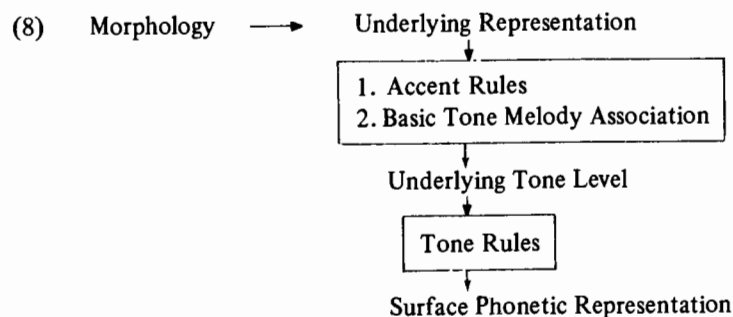 (8) Morphology → Underlying Representation
1. Accent Rules
2. Basic Tone Melody Association
Underlying Tone Level
Tone Rules
Surface Phonetic Representation